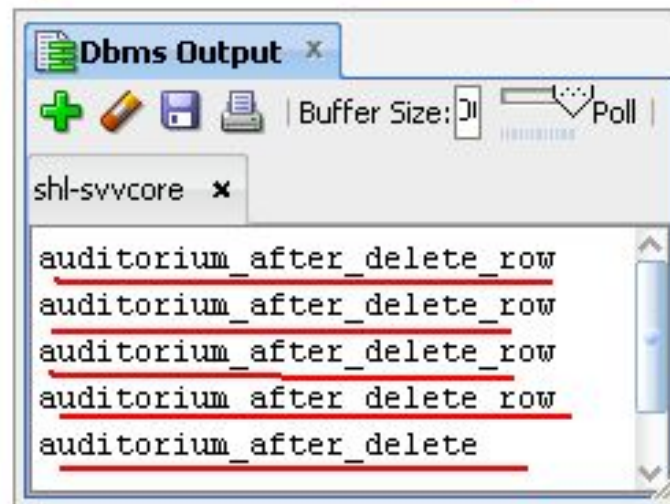 Dbms Output
Buffer Size: Poll
shl-svvcore
auditorium_after_delete_row
auditorium_after_delete_row
auditorium_after_delete_row
auditorium_after_delete_row
auditorium_after_delete